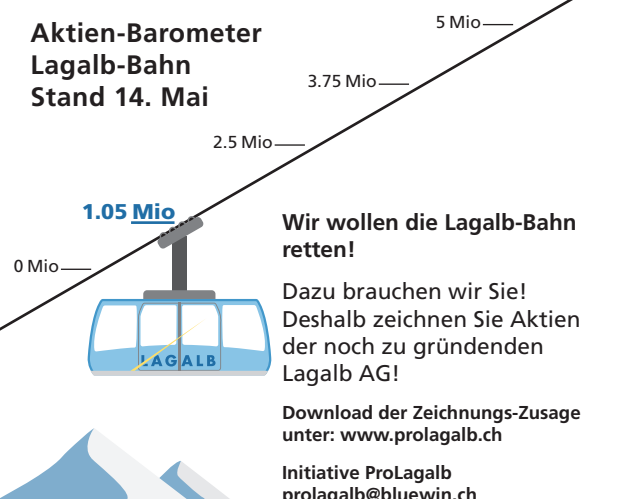 Aktien-Barometer
Lagalb-Bahn
Stand 14. Mai
5 Mio
3.75 Mio
2.5 Mio
1.05 Mio
0 Mio
LAGALB
Wir wollen die Lagalb-Bahn
retten!
Dazu brauchen wir Sie!
Deshalb zeichnen Sie Aktien
der noch zu gründenden
Lagalb AG!
Download der Zeichnungs-Zusage
unter: www.prolagalb.ch
Initiative ProLagalb
prolagalb@bluewin.ch